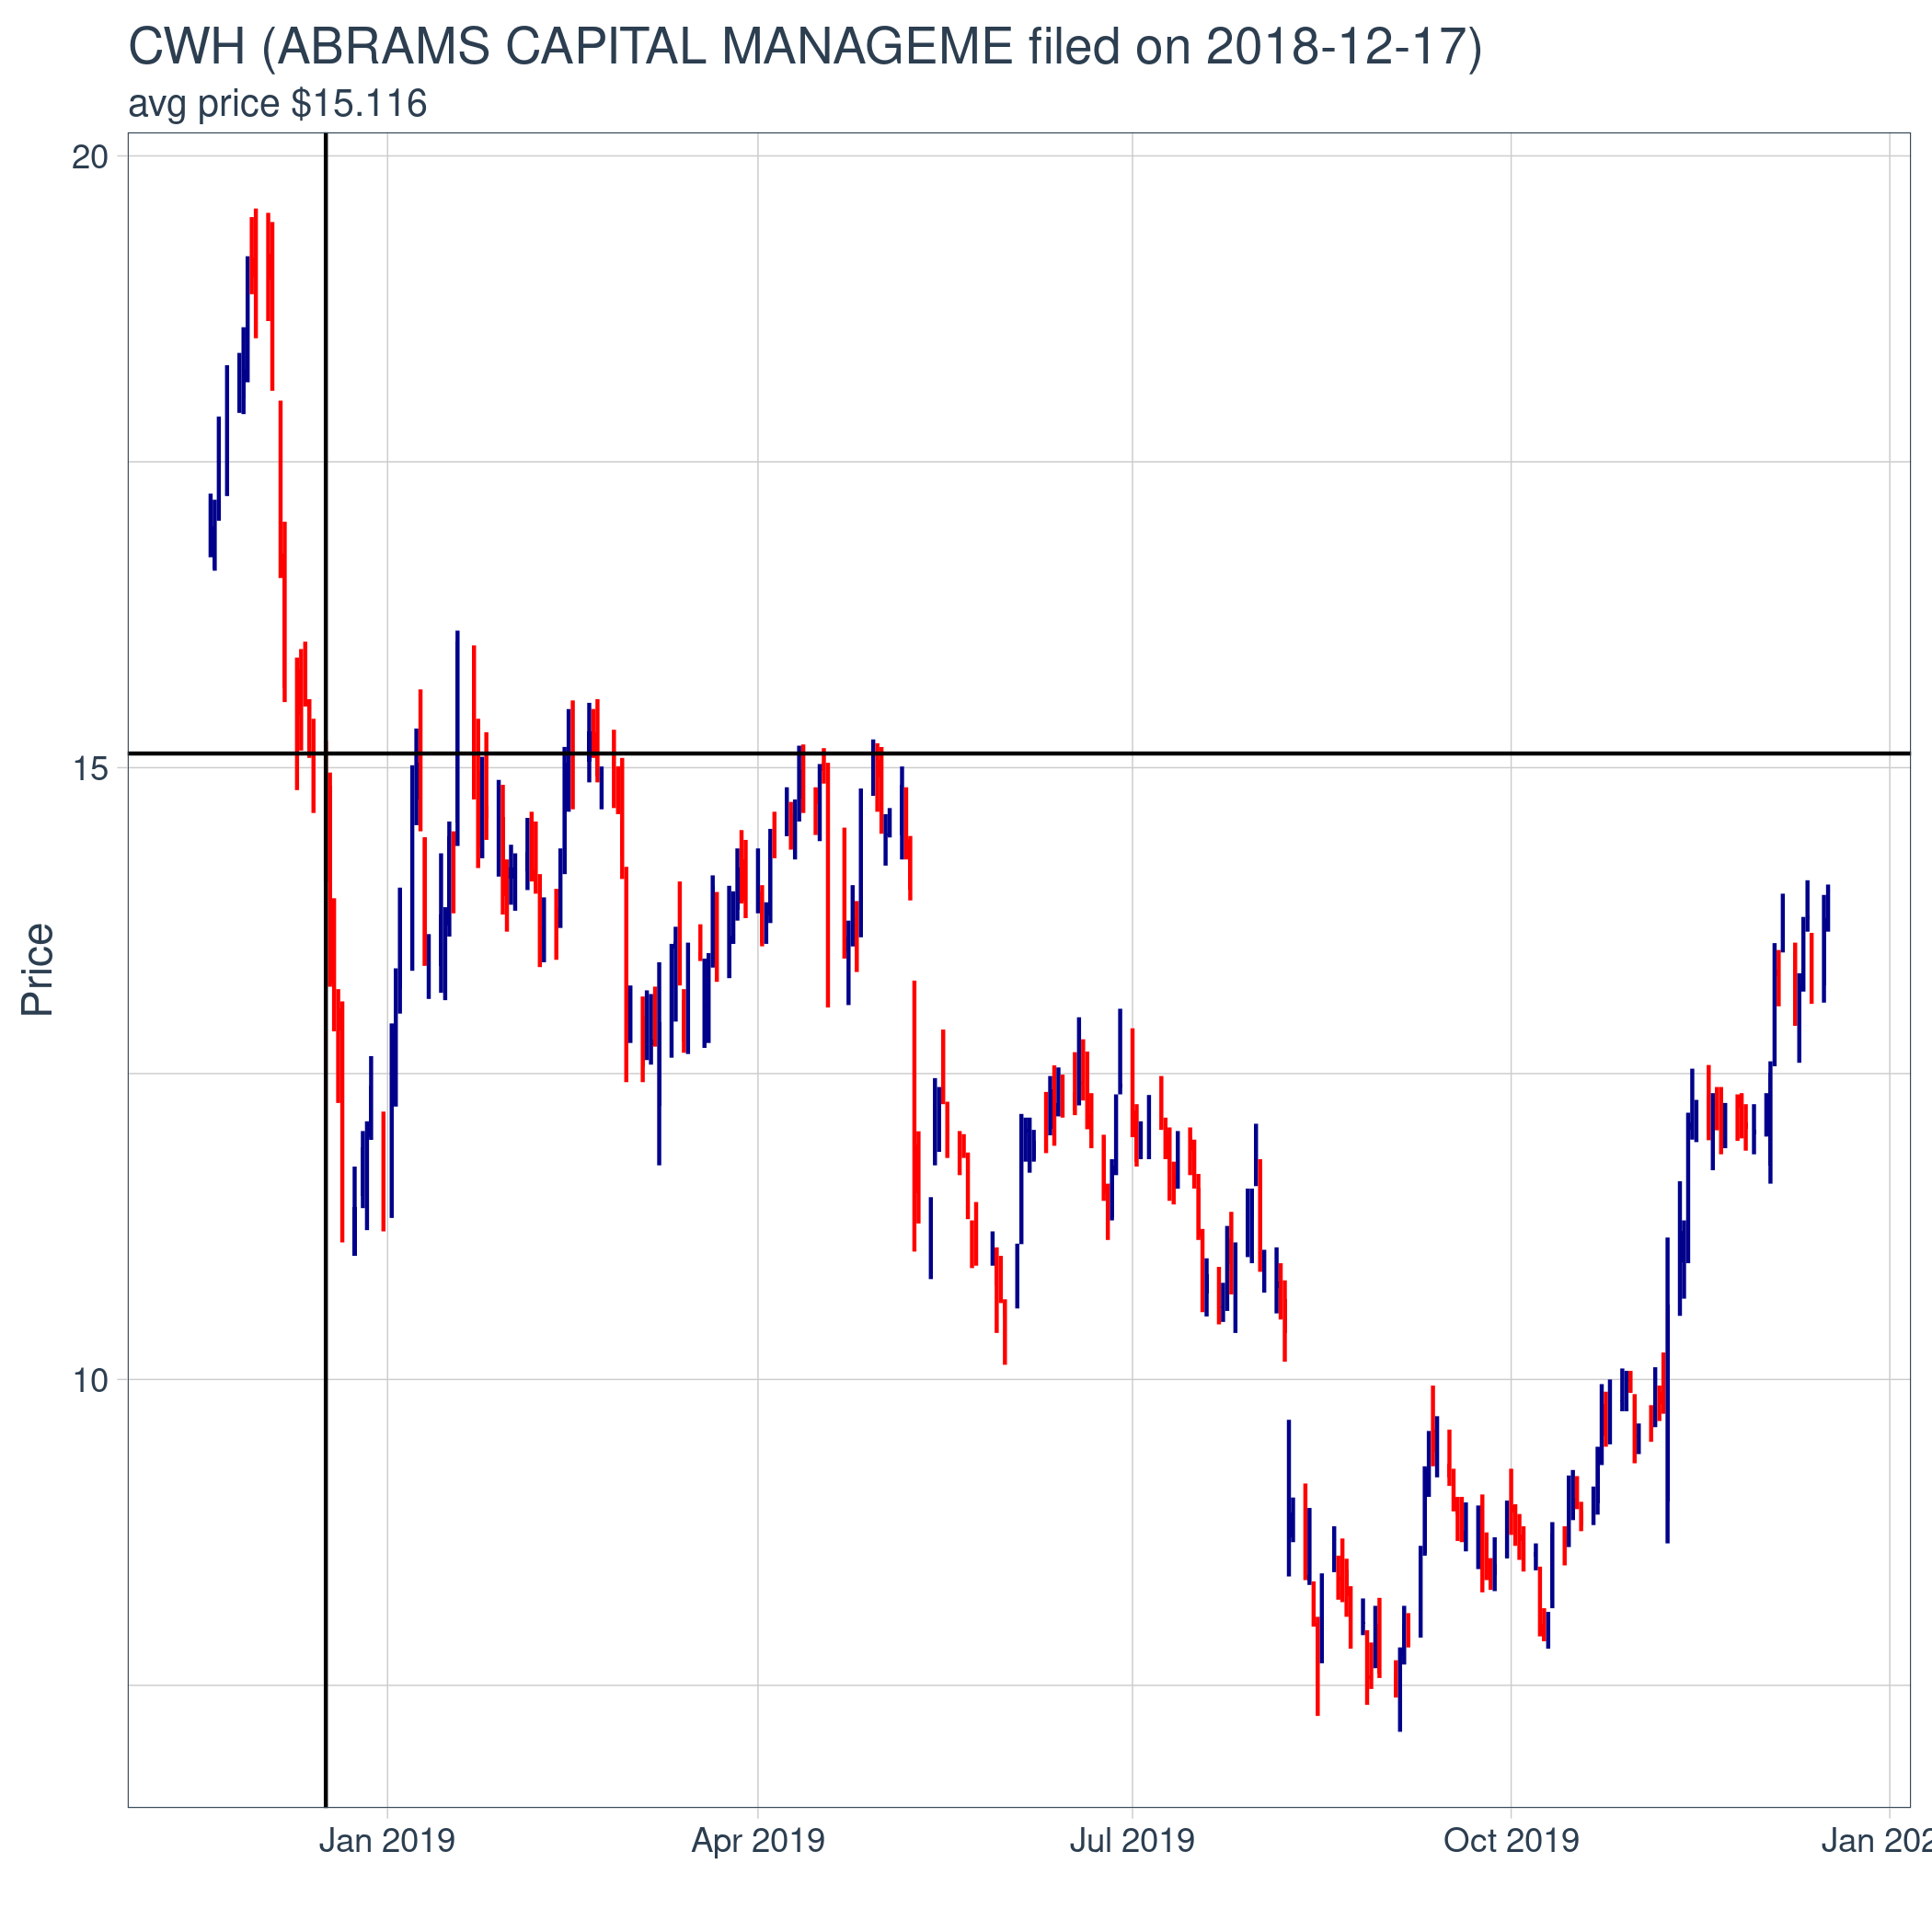 CWH (ABRAMS CAPITAL MANAGEME filed on 2018-12-17)
avg price $15.116
20
15
10
Price
Jan 2019
Apr 2019
Jul 2019
Oct 2019
Jan 202